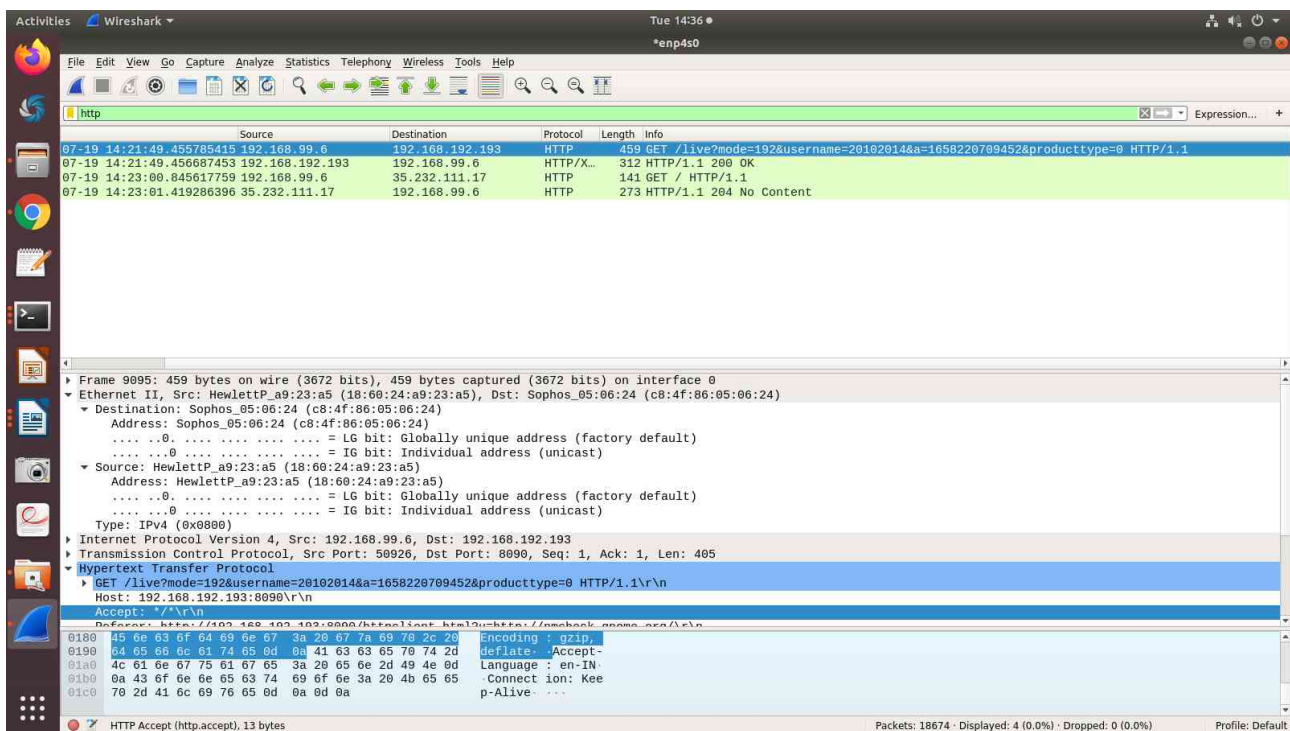 Activities Wireshark Tue 14:36
*enp4s0
File Edit View Go Capture Analyze Statistics Telephony Wireless Tools Help
http Expression... +
Source Destination Protocol Length Info
07-19 14:21:49.455785415 192.168.99.6 192.168.192.193 HTTP 459 GET /live?mode=192&username=20102014&a=1658220709452&producttype=0 HTTP/1.1
07-19 14:21:49.456687453 192.168.192.193 192.168.99.6 HTTP/X… 312 HTTP/1.1 200 OK
07-19 14:23:00.845617759 192.168.99.6 35.232.111.17 HTTP 141 GET / HTTP/1.1
07-19 14:23:01.419286396 35.232.111.17 192.168.99.6 HTTP 273 HTTP/1.1 204 No Content
Frame 9095: 459 bytes on wire (3672 bits), 459 bytes captured (3672 bits) on interface 0
Ethernet II, Src: HewlettP_a9:23:a5 (18:60:24:a9:23:a5), Dst: Sophos_05:06:24 (c8:4f:86:05:06:24)
Destination: Sophos_05:06:24 (c8:4f:86:05:06:24)
Address: Sophos_05:06:24 (c8:4f:86:05:06:24)
.... ..0. .... .... .... .... = LG bit: Globally unique address (factory default)
.... ...0 .... .... .... .... = IG bit: Individual address (unicast)
Source: HewlettP_a9:23:a5 (18:60:24:a9:23:a5)
Address: HewlettP_a9:23:a5 (18:60:24:a9:23:a5)
.... ..0. .... .... .... .... = LG bit: Globally unique address (factory default)
.... ...0 .... .... .... .... = IG bit: Individual address (unicast)
Type: IPv4 (0x0800)
Internet Protocol Version 4, Src: 192.168.99.6, Dst: 192.168.192.193
Transmission Control Protocol, Src Port: 50926, Dst Port: 8090, Seq: 1, Ack: 1, Len: 405
Hypertext Transfer Protocol
GET /live?mode=192&username=20102014&a=1658220709452&producttype=0 HTTP/1.1\r\n
Host: 192.168.192.193:8090\r\n
Accept: */*\r\n
Referer: http://192.168.192.193:8090/httpclient.html?u=http://nmcheck.gnome.org/\r\n
0180 45 6e 63 6f 64 69 6e 67 3a 20 67 7a 69 70 2c 20 Encoding : gzip,
0190 64 65 66 6c 61 74 65 0d 0a 41 63 63 65 70 74 2d deflate· ·Accept-
01a0 4c 61 6e 67 75 61 67 65 3a 20 65 6e 2d 49 4e 0d Language : en-IN·
01b0 0a 43 6f 6e 6e 65 63 74 69 6f 6e 3a 20 4b 65 65 ·Connect ion: Kee
01c0 70 2d 41 6c 69 76 65 0d 0a 0d 0a p-Alive· ···
HTTP Accept (http.accept), 13 bytes Packets: 18674 · Displayed: 4 (0.0%) · Dropped: 0 (0.0%) Profile: Default